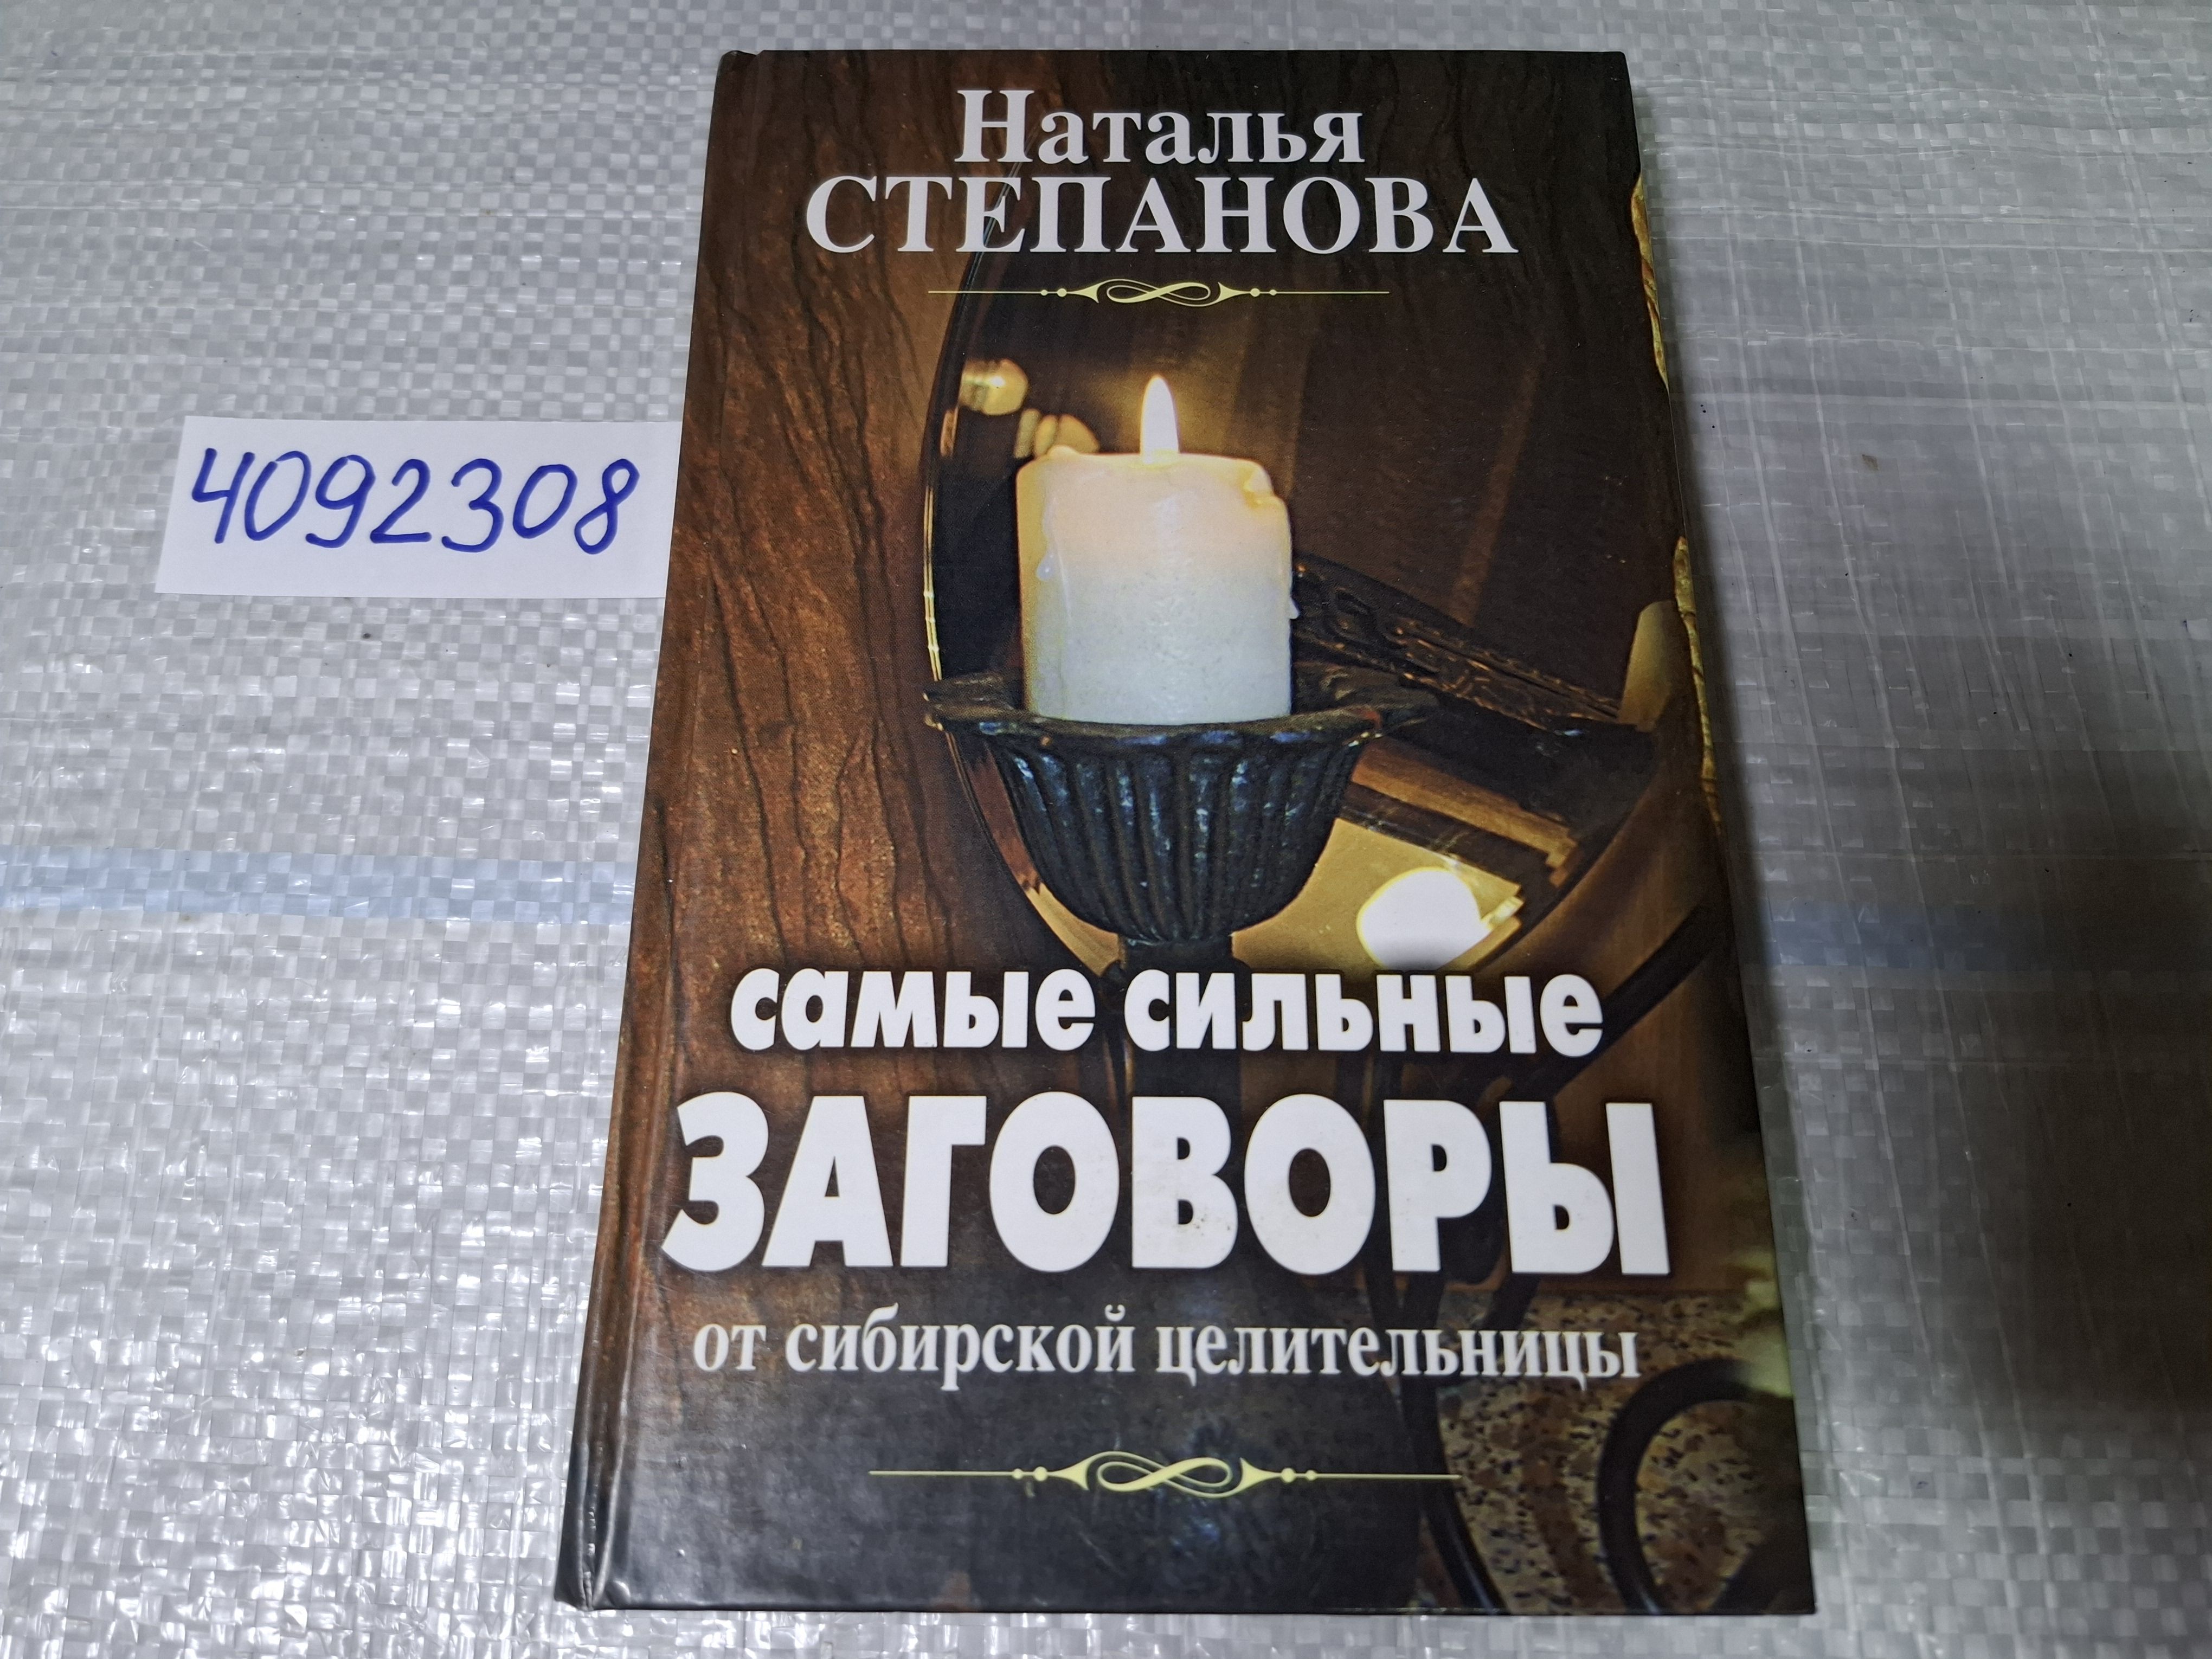 Наталья
СТЕПАНОВА
4092308
самые сильные
ЗАГОВОРЫ
от сибирской целительницы